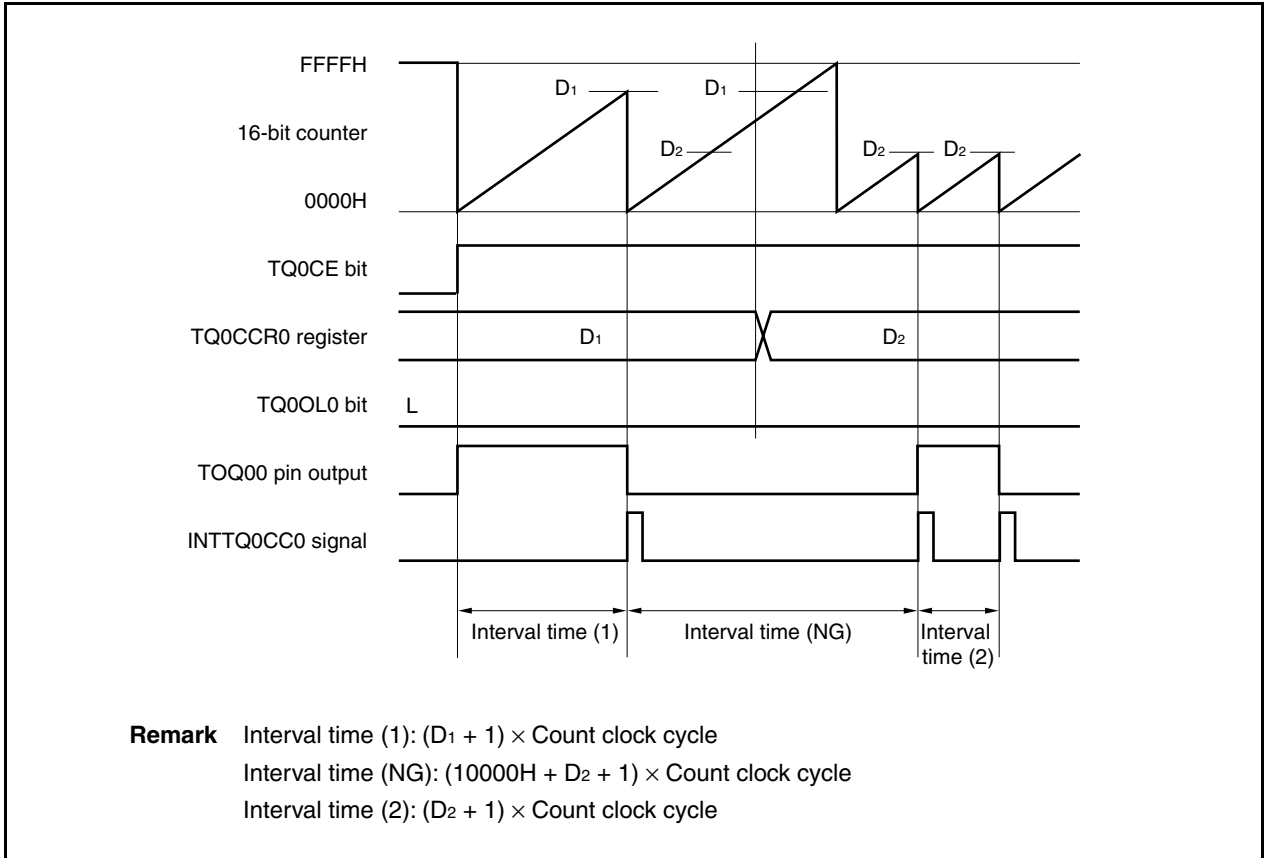 FFFFH
D1
D1
16-bit counter
D2
D2
D2
0000H
TQ0CE bit
TQ0CCR0 register
D1
D2
TQ0OL0 bit
L
TOQ00 pin output
INTTQ0CC0 signal
Interval time (1)
Interval time (NG)
Interval
time (2)
Remark Interval time (1): (D1 + 1) × Count clock cycle
Interval time (NG): (10000H + D2 + 1) × Count clock cycle
Interval time (2): (D2 + 1) × Count clock cycle